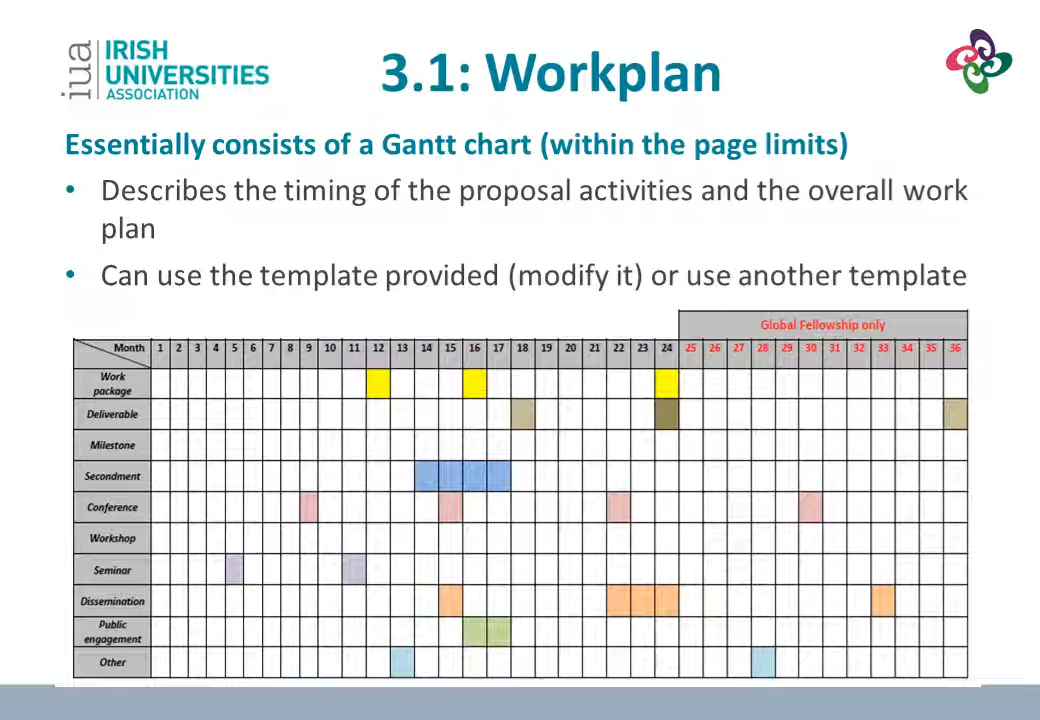 iua
IRISH
UNIVERSITIES
ASSOCIATION
3.1: Workplan
Essentially consists of a Gantt chart (within the page limits)
• Describes the timing of the proposal activities and the overall work
plan
• Can use the template provided (modify it) or use another template
Global Fellowship only
Month 1 2 3 4 5 6 7 8 9 10 11 12 13 14 15 16 17 18 19 20 21 22 23 24 25 26 27 28 29 30 31 32 33 34 35 36
Work
package
Deliverable
Milestone
Secondment
Conference
Workshop
Seminar
Dissemination
Public
engagement
Other